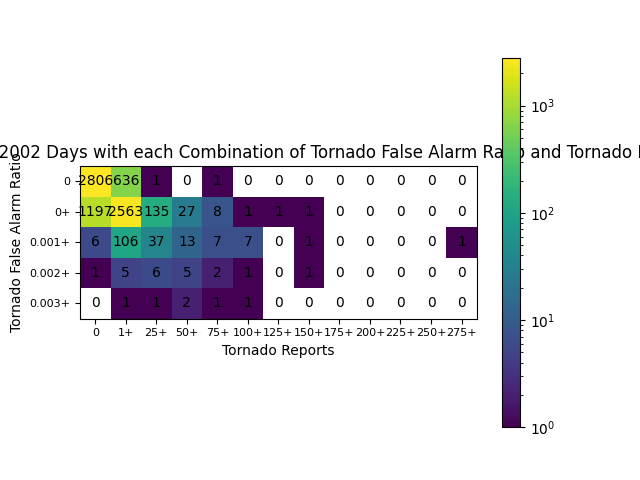 2002 Days with each Combination of Tornado False Alarm Ratio and Tornado
Tornado False Alarm Ratio
0 2806 636 1 0 1 0 0 0 0 0 0 0 0
0+ 1197 2563 135 27 8 1 1 1 0 0 0 0 0
0.001+ 6 106 37 13 7 7 0 1 0 0 0 0 1
0.002+ 1 5 6 5 2 1 0 1 0 0 0 0 0
0.003+ 0 1 1 2 1 1 0 0 0 0 0 0 0
0 1+ 25+ 50+ 75+ 100+ 125+ 150+ 175+ 200+ 225+ 250+ 275+
Tornado Reports
10³
10²
10¹
10⁰